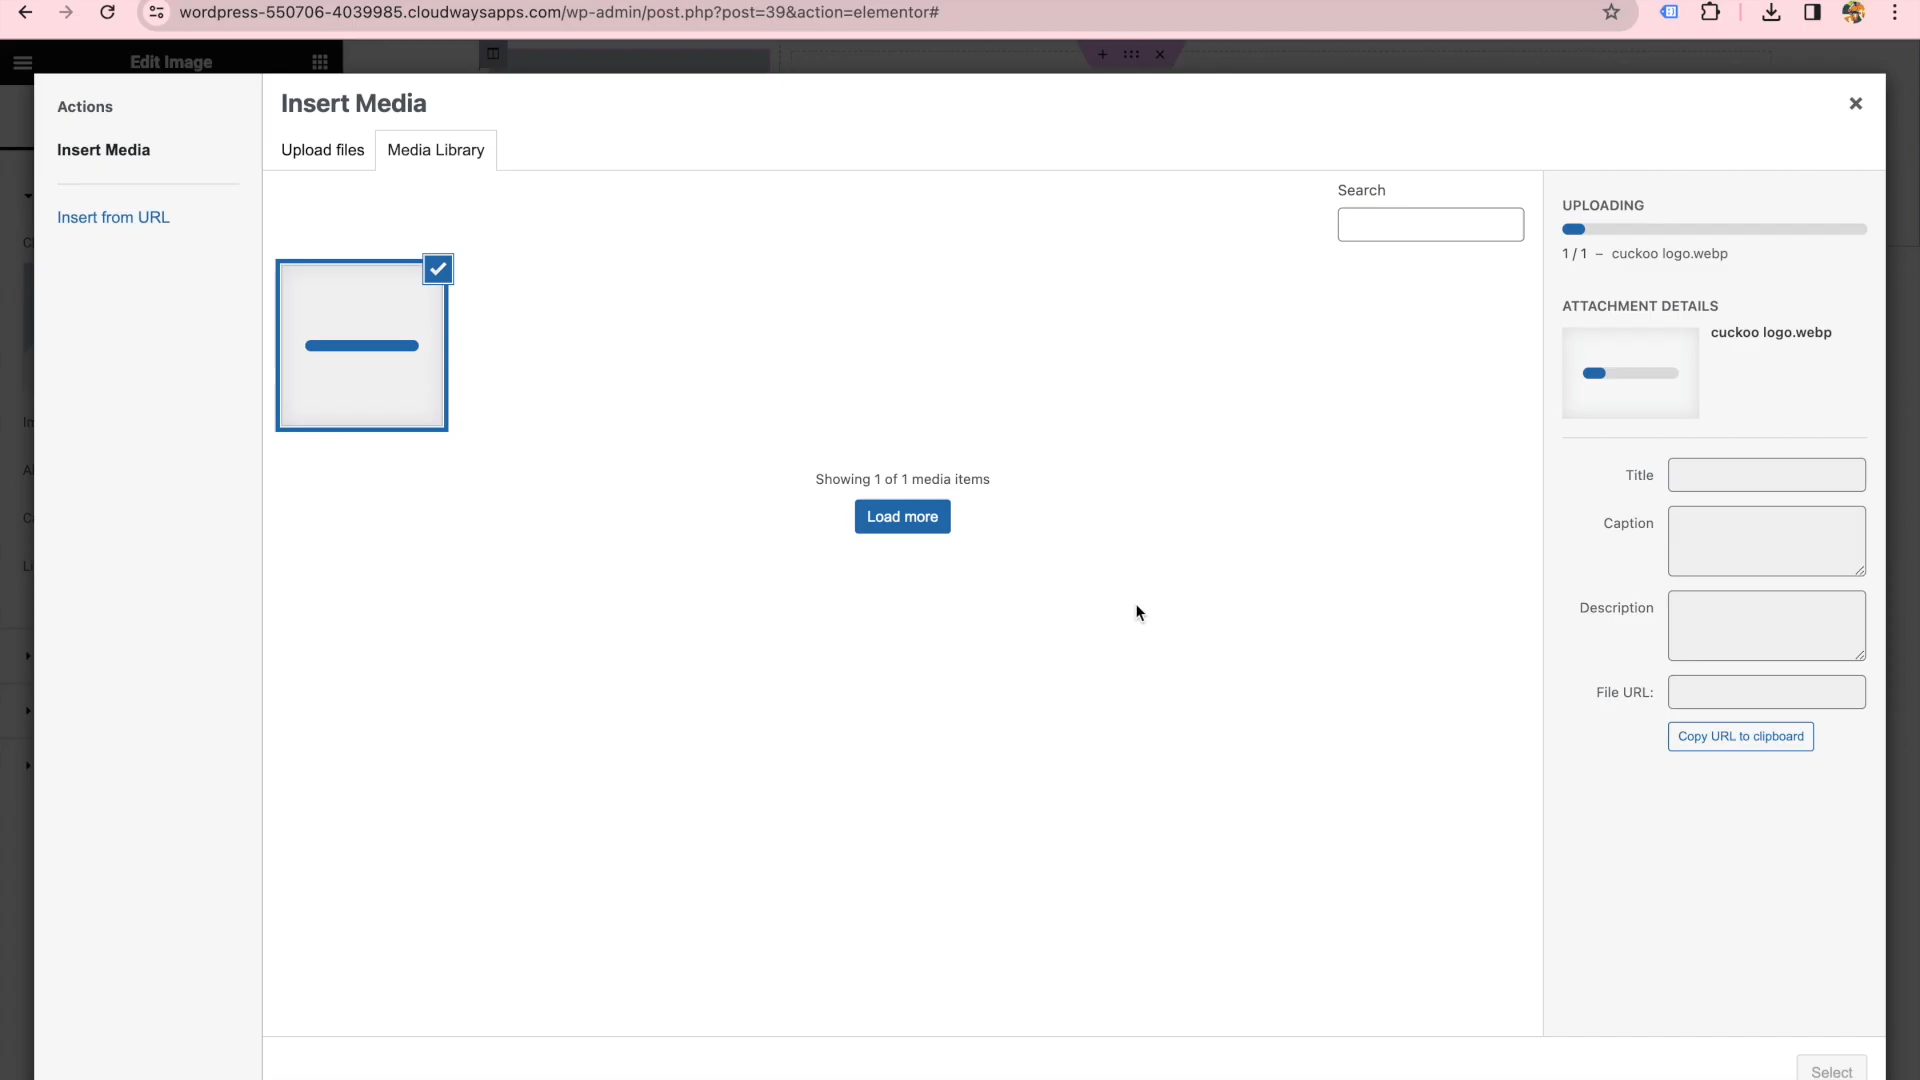 wordpress-550706-4039985.cloudwaysapps.com/wp-admin/post.php?post=39&action=elementor#
Edit Image
Actions
Insert Media
Insert from URL
Insert Media
Upload files
Media Library
Search
Showing 1 of 1 media items
Load more
UPLOADING
1 / 1 – cuckoo logo.webp
ATTACHMENT DETAILS
cuckoo logo.webp
Title
Caption
Description
File URL:
Copy URL to clipboard
Select